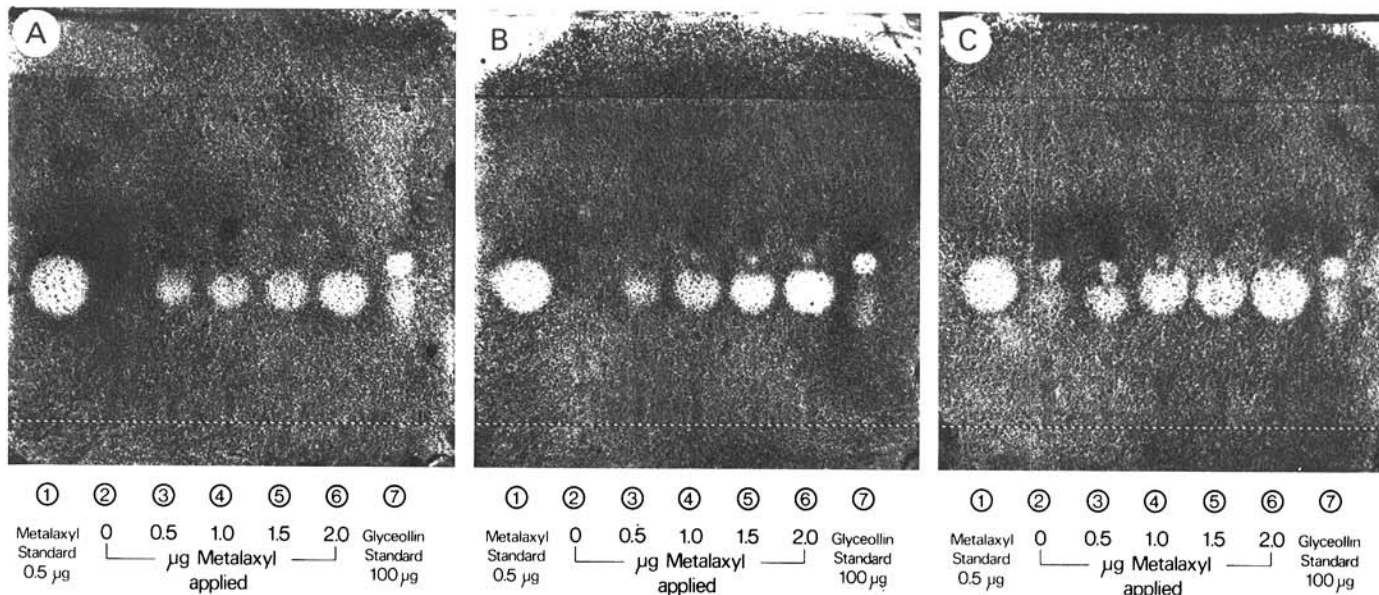 A
B
C
① ② ③ ④ ⑤ ⑥ ⑦
Metalaxyl Standard 0.5 µg
0 0.5 1.0 1.5 2.0
µg Metalaxyl
applied
Glyceollin Standard 100 µg
① ② ③ ④ ⑤ ⑥ ⑦
Metalaxyl Standard 0.5 µg
0 0.5 1.0 1.5 2.0
µg Metalaxyl
applied
Glyceollin Standard 100 µg
① ② ③ ④ ⑤ ⑥ ⑦
Metalaxyl Standard 0.5 µg
0 0.5 1.0 1.5 2.0
µg Metalaxyl
applied
Glyceollin Standard 100 µg